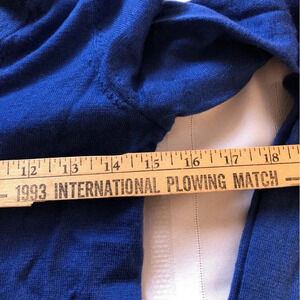 12 13 14 15 16 17 18
1993 INTERNATIONAL PLOWING MATCH